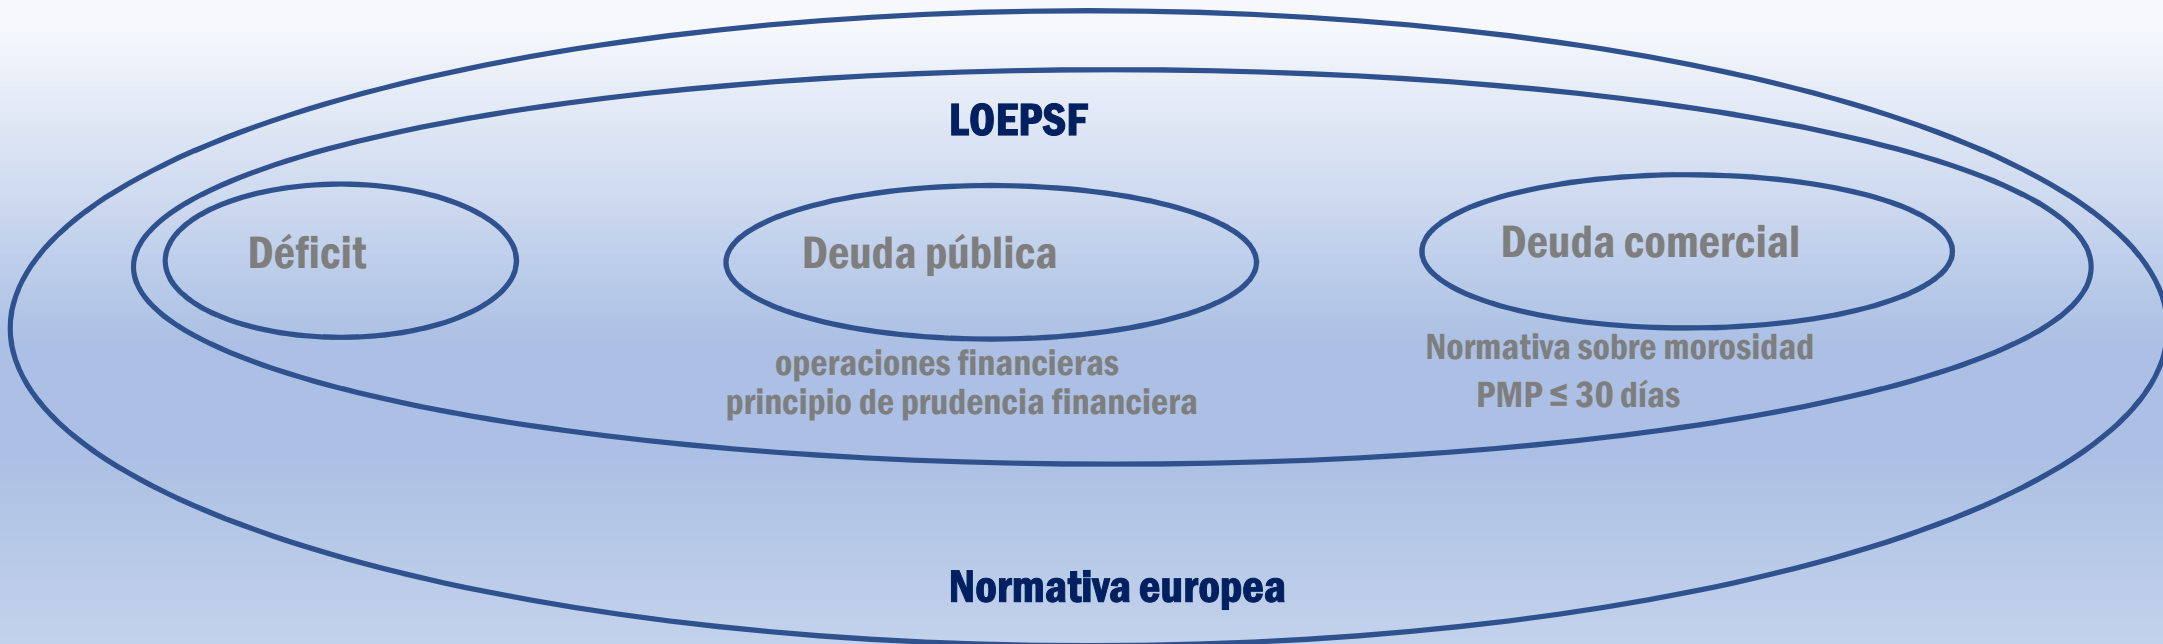 LOEPSF
Déficit
Deuda pública
Deuda comercial
operaciones financieras
principio de prudencia financiera
Normativa sobre morosidad
PMP ≤ 30 días
Normativa europea